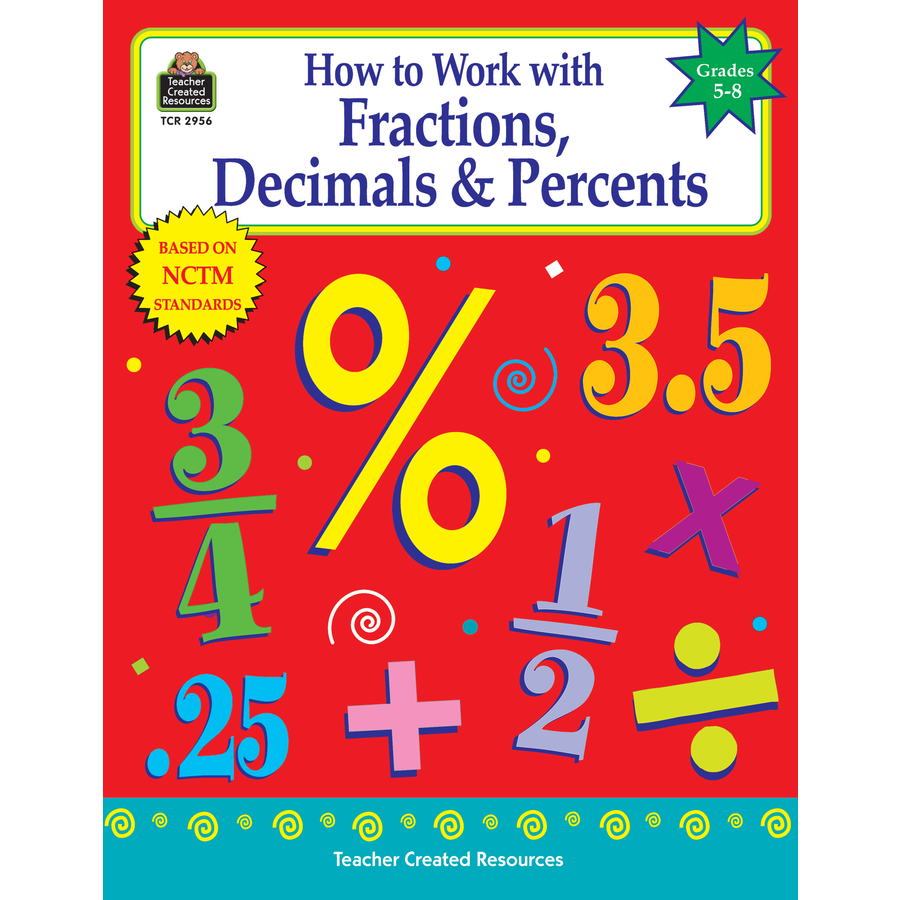 Teacher
Created
Resources
TCR 2956
How to Work with
Fractions,
Decimals & Percents
Grades
5-8
BASED ON
NCTM
STANDARDS
%
3.5
3
4
x
1
2
÷
.25
+
Teacher Created Resources